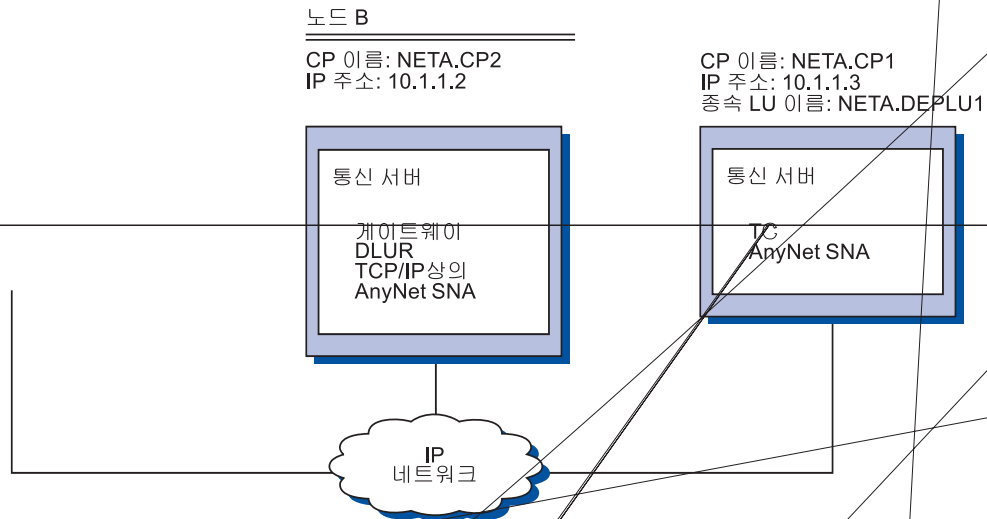 노드 B
CP 이름: NETA.CP2
IP 주소: 10.1.1.2
CP 이름: NETA.CP1
IP 주소: 10.1.1.3
종속 LU 이름: NETA.DEPLU1
통신 서버
게이트웨이
DLUR
TCP/IP상의
AnyNet SNA
통신 서버
TC
AnyNet SNA
IP
네트워크